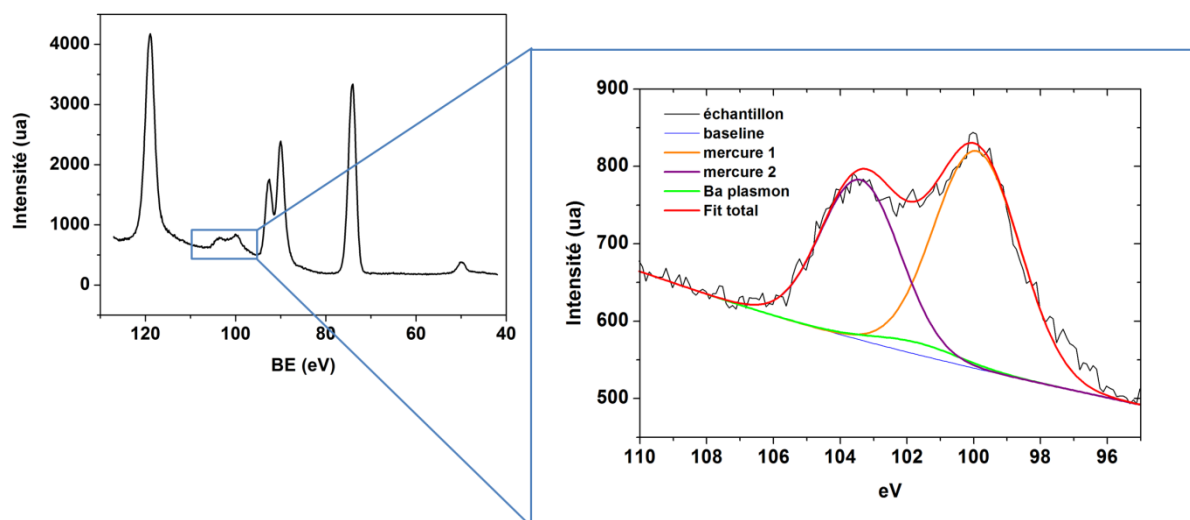 4000
3000
2000
1000
0
Intensité (ua)
120 100 80 60 40
BE (eV)
900
800
700
600
500
Intensité (ua)
échantillon
baseline
mercure 1
mercure 2
Ba plasmon
Fit total
110 108 106 104 102 100 98 96
eV